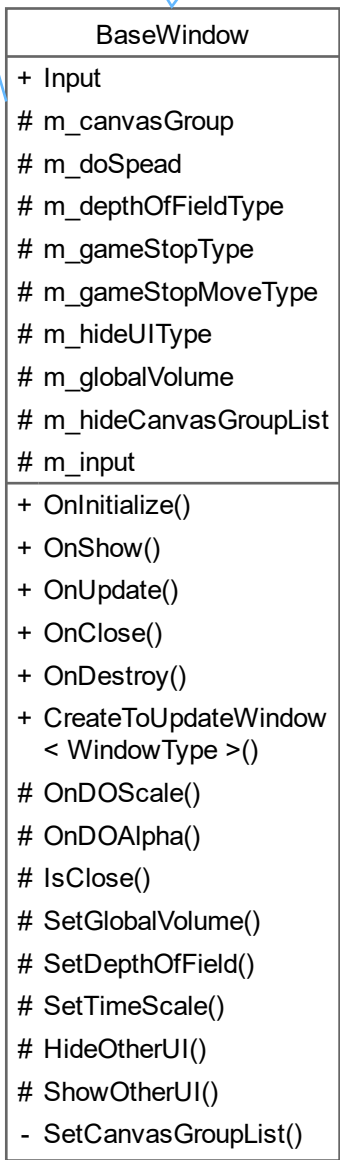 BaseWindow
+ Input
# m_canvasGroup
# m_doSpead
# m_depthOfFieldType
# m_gameStopType
# m_gameStopMoveType
# m_hideUIType
# m_globalVolume
# m_hideCanvasGroupList
# m_input
+ OnInitialize()
+ OnShow()
+ OnUpdate()
+ OnClose()
+ OnDestroy()
+ CreateToUpdateWindow
< WindowType >()
# OnDOScale()
# OnDOAlpha()
# IsClose()
# SetGlobalVolume()
# SetDepthOfField()
# SetTimeScale()
# HideOtherUI()
# ShowOtherUI()
- SetCanvasGroupList()